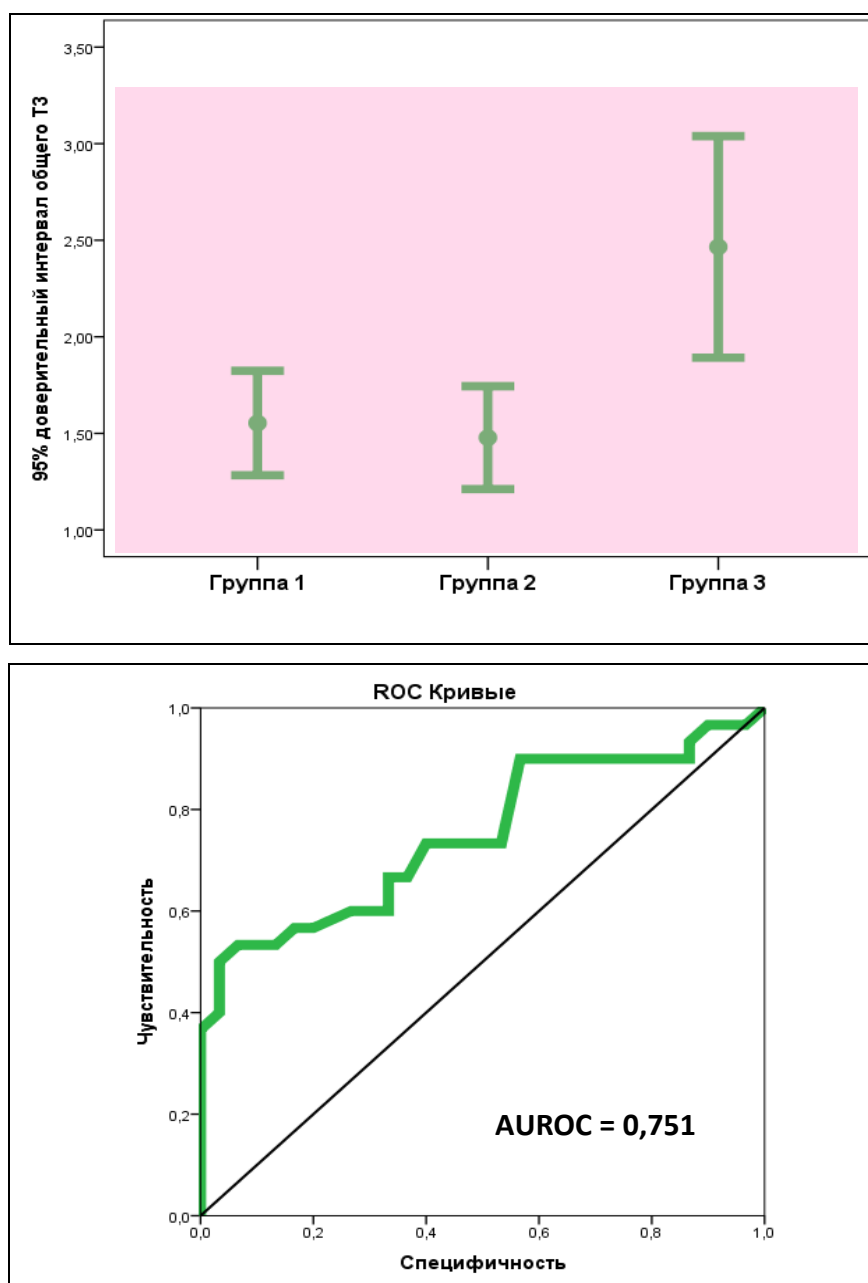 95% доверительный интервал общего Т3
3,50
3,00
2,50
2,00
1,50
1,00
Группа 1
Группа 2
Группа 3
ROC Кривые
Чувствительность
1,0
0,8
0,6
0,4
0,2
0,0
AUROC = 0,751
0,0
0,2
0,4
0,6
0,8
1,0
Специфичность